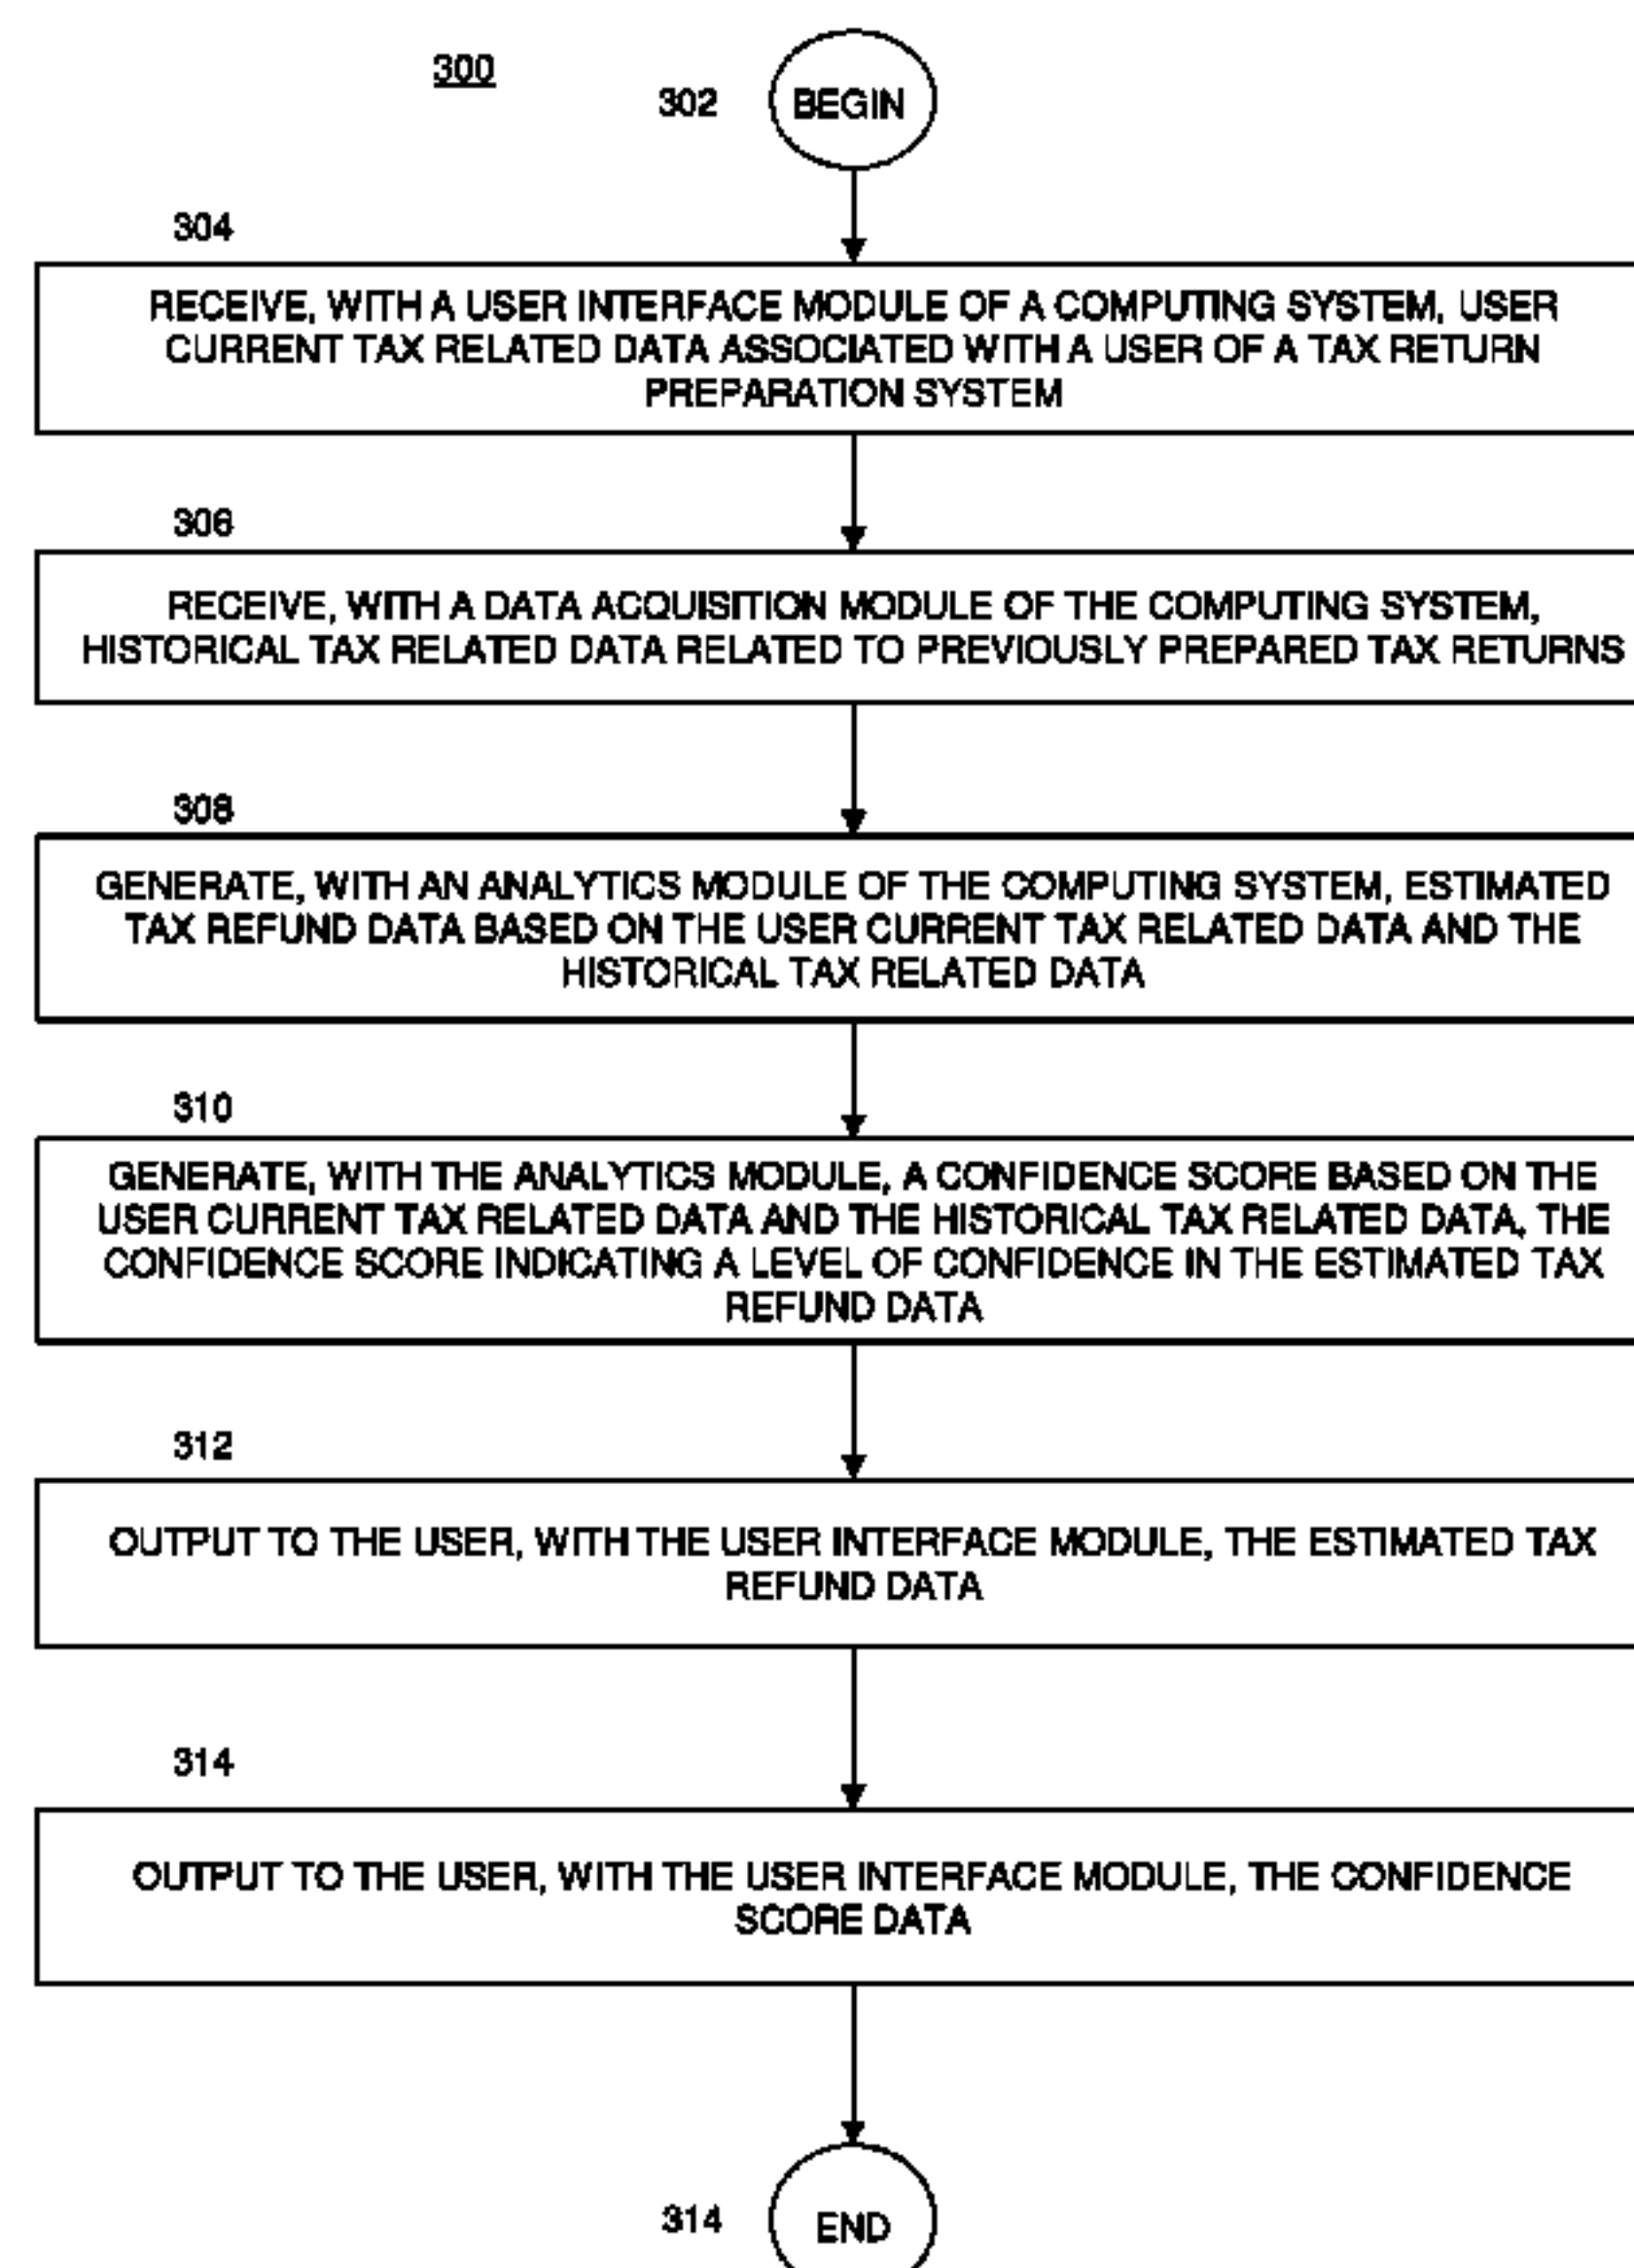 300
302
BEGIN
304
RECEIVE, WITH A USER INTERFACE MODULE OF A COMPUTING SYSTEM, USER
CURRENT TAX RELATED DATA ASSOCIATED WITH A USER OF A TAX RETURN
PREPARATION SYSTEM
306
RECEIVE, WITH A DATA ACQUISITION MODULE OF THE COMPUTING SYSTEM,
HISTORICAL TAX RELATED DATA RELATED TO PREVIOUSLY PREPARED TAX RETURNS
308
GENERATE, WITH AN ANALYTICS MODULE OF THE COMPUTING SYSTEM, ESTIMATED
TAX REFUND DATA BASED ON THE USER CURRENT TAX RELATED DATA AND THE
HISTORICAL TAX RELATED DATA
310
GENERATE, WITH THE ANALYTICS MODULE, A CONFIDENCE SCORE BASED ON THE
USER CURRENT TAX RELATED DATA AND THE HISTORICAL TAX RELATED DATA, THE
CONFIDENCE SCORE INDICATING A LEVEL OF CONFIDENCE IN THE ESTIMATED TAX
REFUND DATA
312
OUTPUT TO THE USER, WITH THE USER INTERFACE MODULE, THE ESTIMATED TAX
REFUND DATA
314
OUTPUT TO THE USER, WITH THE USER INTERFACE MODULE, THE CONFIDENCE
SCORE DATA
314
END